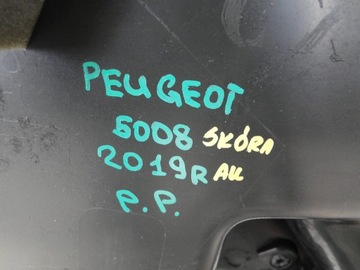 PEUGEOT
5008 SKÓRA
2019R AU
P.P.